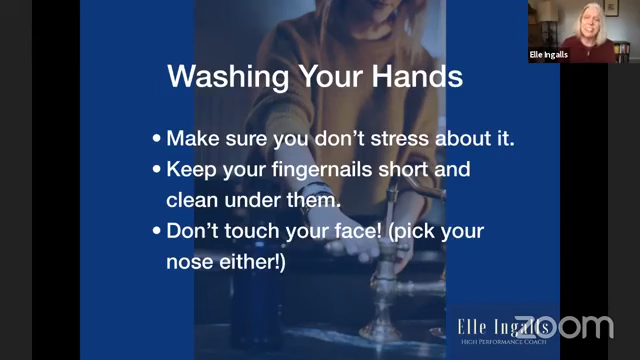 Elle Ingalls
Washing Your Hands
• Make sure you don't stress about it.
• Keep your fingernails short and
clean under them.
• Don't touch your face! (pick your
nose either!)
Elle Ingalls
HIGH PERFORMANCE COACH
zoom